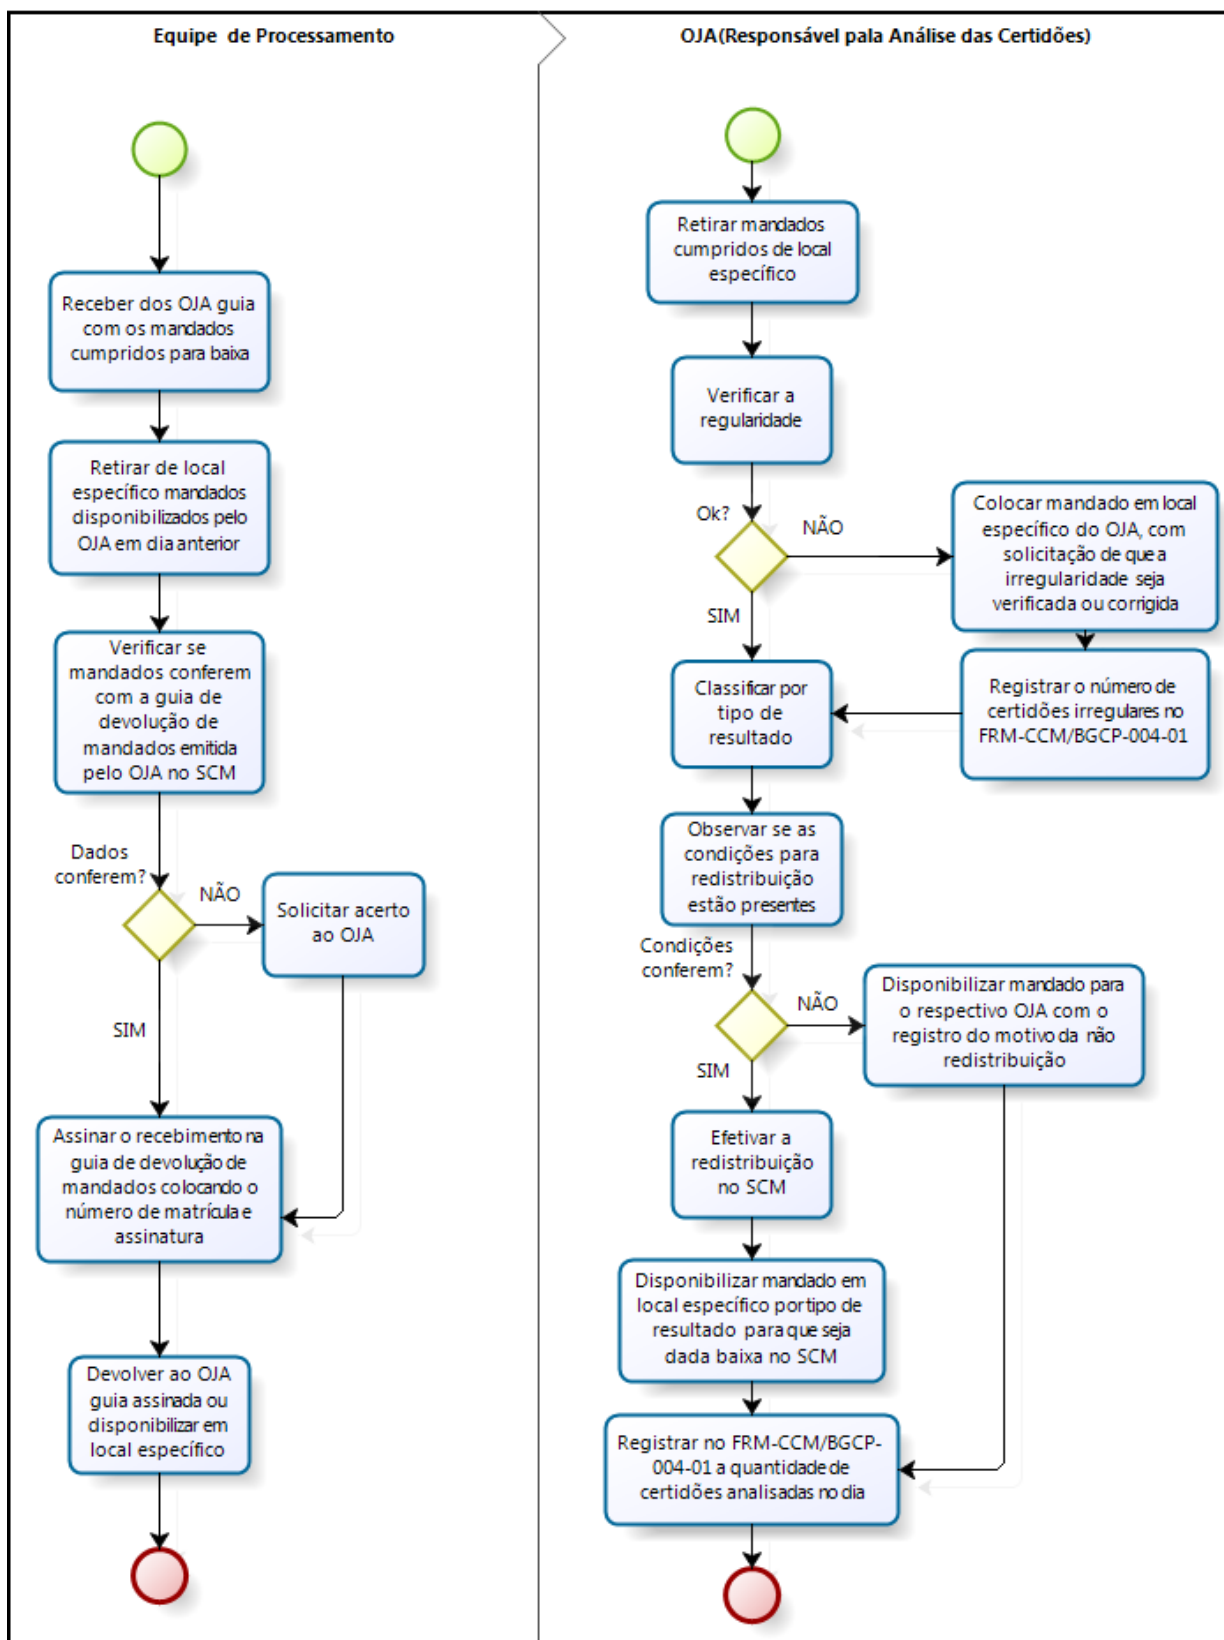 Equipe de Processamento
Receber dos OJA guia
com os mandados
cumpridos para baixa
Retirar de local
específico mandados
disponibilizados pelo
OJA em dia anterior
Verificar se
mandados conferem
com a guia de
devolução de
mandados emitida
pelo OJA no SCM
Dados
conferem?
NÃO
Solicitar acerto
ao OJA
SIM
Assinar o recebimento na
guia de devolução de
mandados colocando o
número de matrícula e
assinatura
Devolver ao OJA
guia assinada ou
disponibilizar em
local específico
OJA(Responsável pala Análise das Certidões)
Retirar mandados
cumpridos de local
específico
Verificar a
regularidade
Ok?
NÃO
Colocar mandado em local
específico do OJA, com
solicitação de que a
irregularidade seja
verificada ou corrigida
SIM
Registrar o número de
certidões irregulares no
FRM-CCM/BGCP-004-01
Classificar por
tipo de
resultado
Observar se as
condições para
redistribuição
estão presentes
Condições
conferem?
NÃO
Disponibilizar mandado para
o respectivo OJA com o
registro do motivo da não
redistribuição
SIM
Efetivar a
redistribuição
no SCM
Disponibilizar mandado em
local específico por tipo de
resultado para que seja
dada baixa no SCM
Registrar no FRM-CCM/BGCP-
004-01 a quantidade de
certidões analisadas no dia